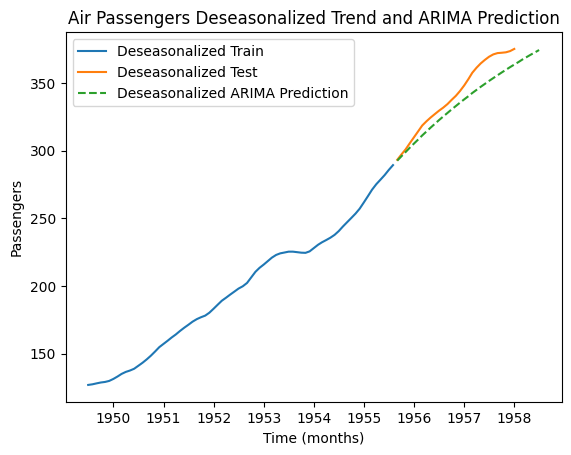 Air Passengers Deseasonalized Trend and ARIMA Prediction
Deseasonalized Train
Deseasonalized Test
Deseasonalized ARIMA Prediction
350
300
250
200
150
Passengers
1950 1951 1952 1953 1954 1955 1956 1957 1958
Time (months)